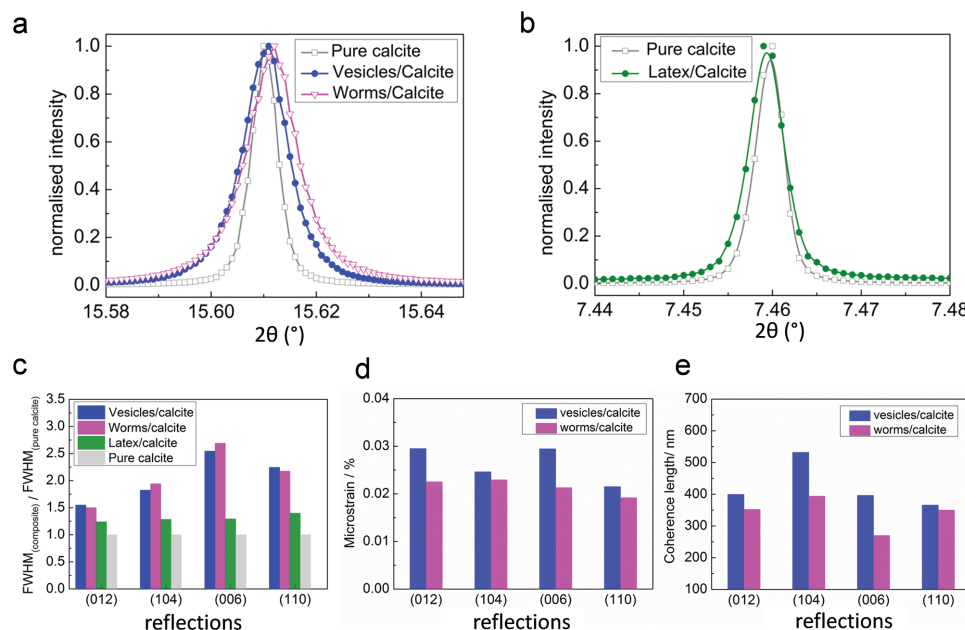 a
normalised intensity
1.0
0.8
0.6
0.4
0.2
0.0
Pure calcite
Vesicles/Calcite
Worms/Calcite
15.58
15.60
15.62
15.64
2θ (°)
b
normalised intensity
1.0
0.8
0.6
0.4
0.2
0.0
Pure calcite
Latex/Calcite
7.44
7.45
7.46
7.47
7.48
2θ (°)
c
FWHM(composite) / FWHM(pure calcite)
3.5
3.0
2.5
2.0
1.5
1.0
0.5
0.0
Vesicles/calcite
Worms/calcite
Latex/calcite
Pure calcite
(012)
(104)
(006)
(110)
reflections
d
Microstrain / %
0.04
0.03
0.02
0.01
0.00
vesicles/calcite
worms/calcite
(012)
(104)
(006)
(110)
reflections
e
Coherence length/ nm
700
600
500
400
300
200
100
vesicles/calcite
worms/calcite
(012)
(104)
(006)
(110)
reflections